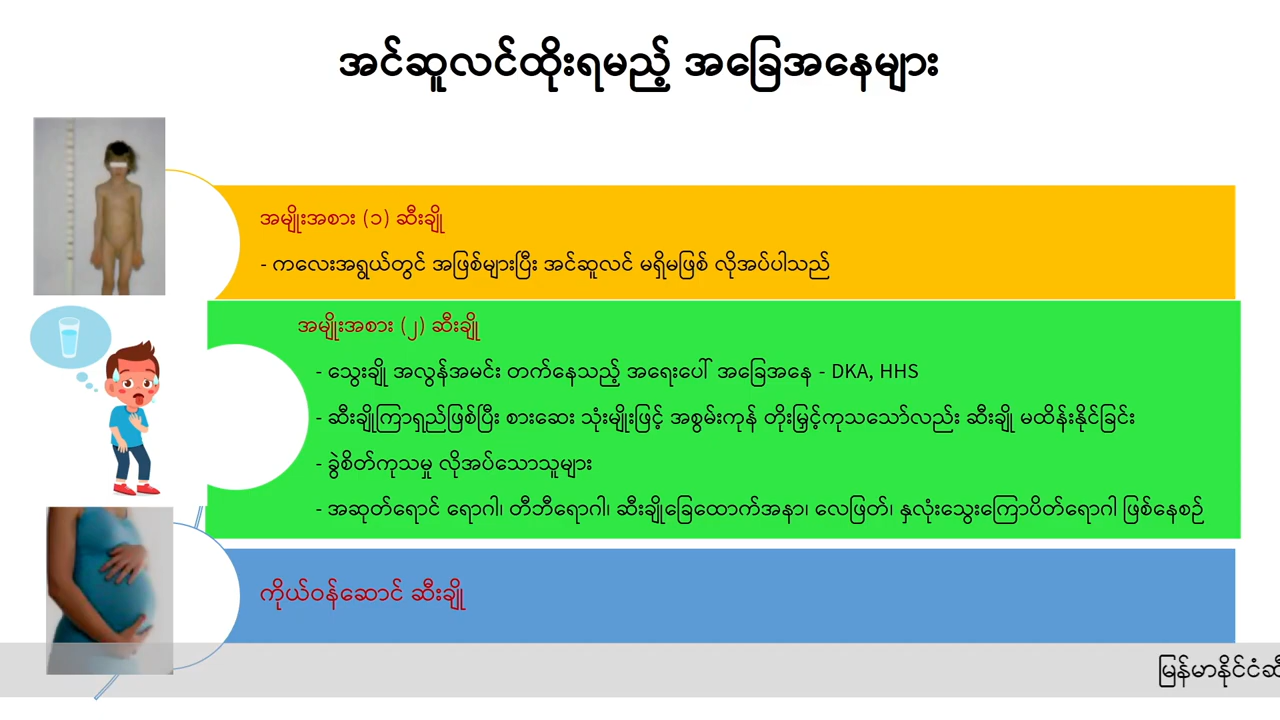 အင်ဆူလင်ထိုးရမည့် အခြေအနေများ
အမျိုးအစား (၁) ဆီးချို
- ကလေးအရွယ်တွင် အဖြစ်များပြီး အင်ဆူလင် မရှိမဖြစ် လိုအပ်ပါသည်
အမျိုးအစား (၂) ဆီးချို
- သွေးချို အလွန်အမင်း တက်နေသည့် အရေးပေါ် အခြေအနေ - DKA, HHS
- ဆီးချိုကြာရှည်ဖြစ်ပြီး စားဆေး သုံးမျိုးဖြင့် အစွမ်းကုန် တိုးမြှင့်ကုသသော်လည်း ဆီးချို မထိန်းနိုင်ခြင်း
- ခွဲစိတ်ကုသမှု လိုအပ်သောသူများ
- အဆုတ်ရောင် ရောဂါ၊ တီဘီရောဂါ၊ ဆီးချိုခြေထောက်အနာ၊ လေဖြတ်၊ နှလုံးသွေးကြောပိတ်ရောဂါ ဖြစ်နေစဉ်
ကိုယ်ဝန်ဆောင် ဆီးချို
မြန်မာနိုင်ငံဆီ